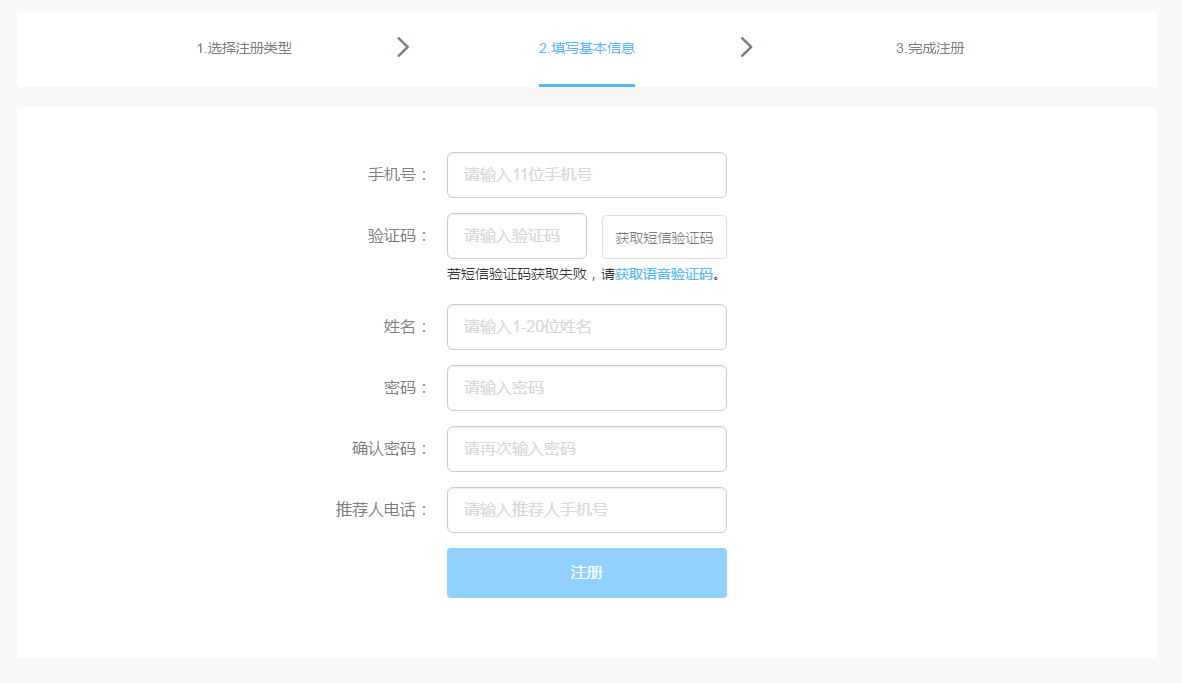 1.选择注册类型
2.填写基本信息
3.完成注册
手机号： 请输入11位手机号
验证码： 请输入验证码 获取短信验证码
若短信验证码获取失败，请获取语音验证码。
姓名： 请输入1-20位姓名
密码： 请输入密码
确认密码： 请再次输入密码
推荐人电话： 请输入推荐人手机号
注册